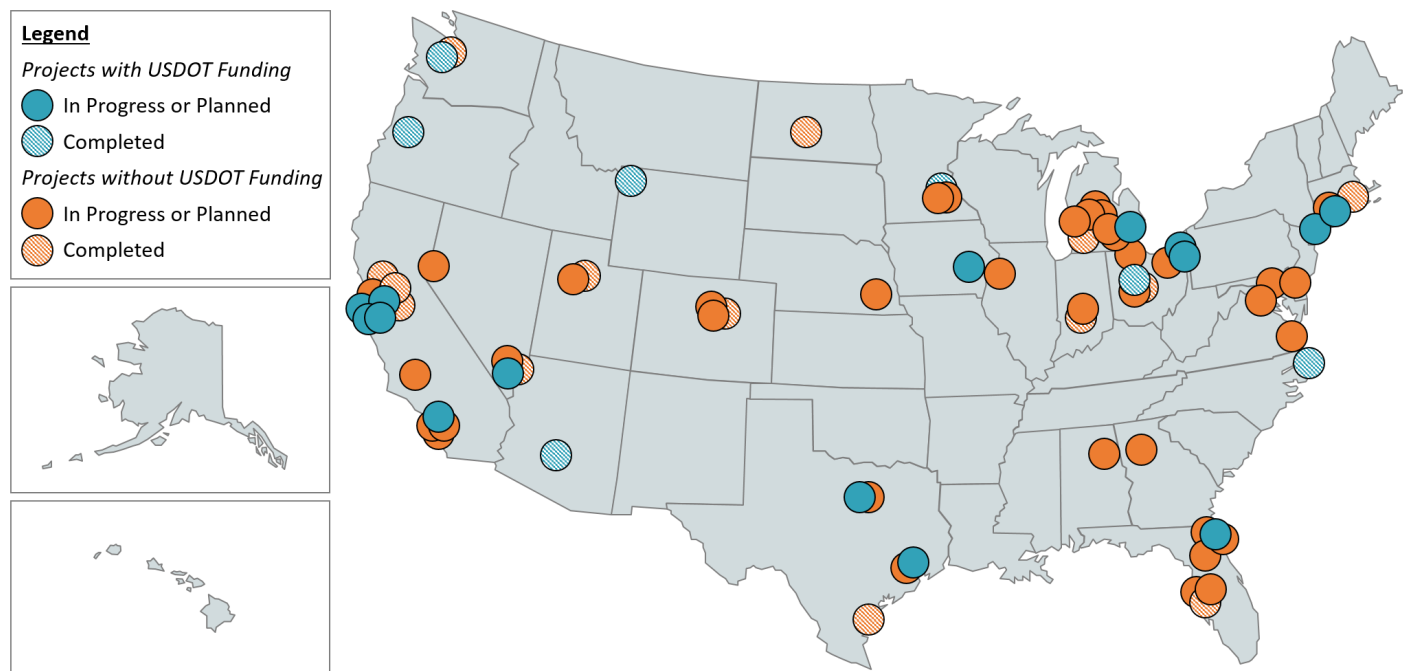 Legend
Projects with USDOT Funding
In Progress or Planned
Completed
Projects without USDOT Funding
In Progress or Planned
Completed